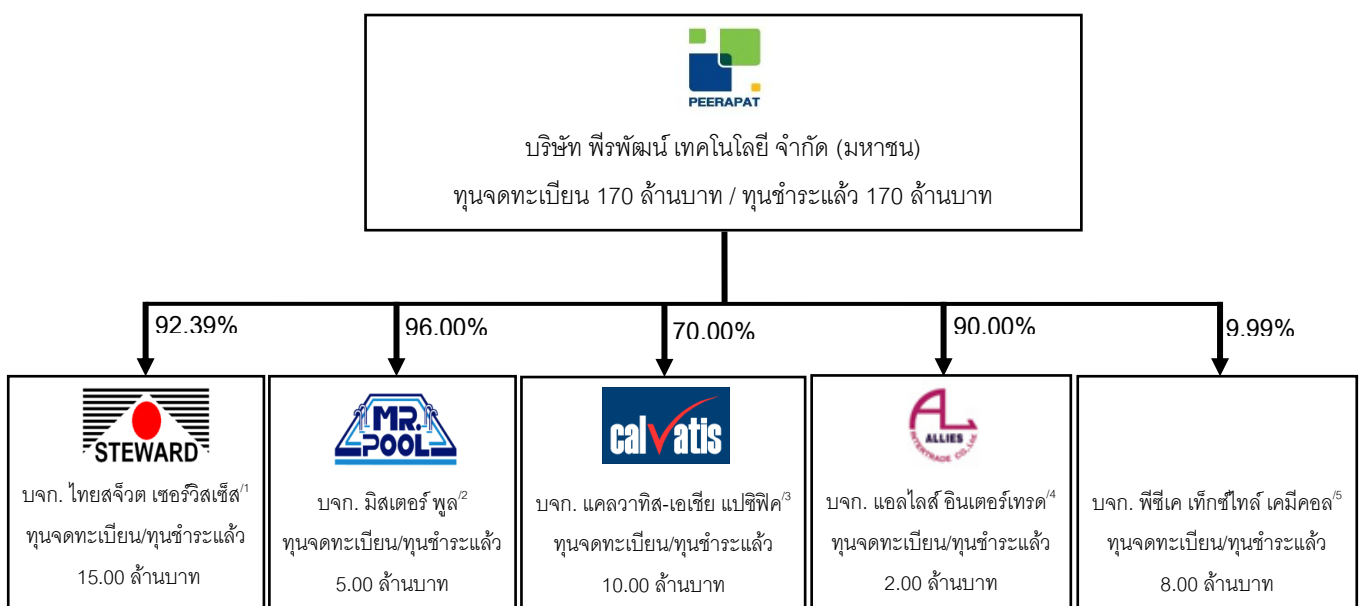 PEERAPAT
บริษัท พีรพัฒน์ เทคโนโลยี จำกัด (มหาชน)
ทุนจดทะเบียน 170 ล้านบาท / ทุนชำระแล้ว 170 ล้านบาท
92.39%
96.00%
70.00%
90.00%
9.99%
STEWARD
บจก. ไทยสจ๊วต เซอร์วิสเซ็ส/1
ทุนจดทะเบียน/ทุนชำระแล้ว
15.00 ล้านบาท
MR.
POOL
บจก. มิสเตอร์ พูล/2
ทุนจดทะเบียน/ทุนชำระแล้ว
5.00 ล้านบาท
calvatis
บจก. แคลวาทิส-เอเชีย แปซิฟิค/3
ทุนจดทะเบียน/ทุนชำระแล้ว
10.00 ล้านบาท
AL
ALLIES
INTERTRADE CO.,Ltd.
บจก. แอลไลส์ อินเตอร์เทรด/4
ทุนจดทะเบียน/ทุนชำระแล้ว
2.00 ล้านบาท
บจก. พีซีเค เท็กซ์ไทล์ เคมีคอล/5
ทุนจดทะเบียน/ทุนชำระแล้ว
8.00 ล้านบาท